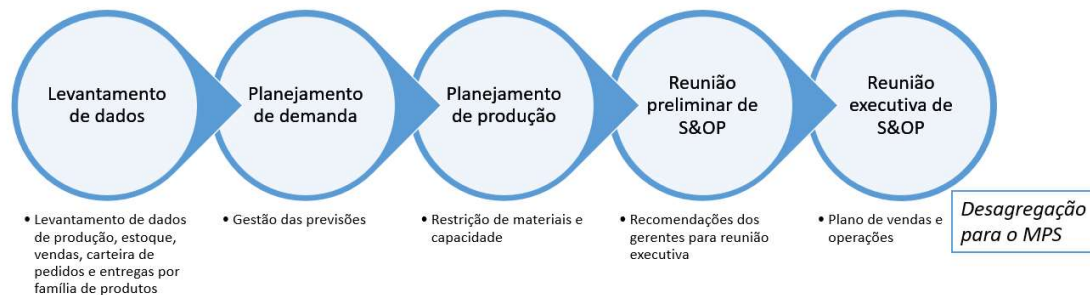 Levantamento
de dados
Planejamento
de demanda
Planejamento
de produção
Reunião
preliminar de
S&OP
Reunião
executiva de
S&OP
• Levantamento de dados
de produção, estoque,
vendas, carteira de
pedidos e entregas por
família de produtos
• Gestão das previsões
• Restrição de materiais e
capacidade
• Recomendações dos
gerentes para reunião
executiva
• Plano de vendas e
operações
Desagregação
para o MPS